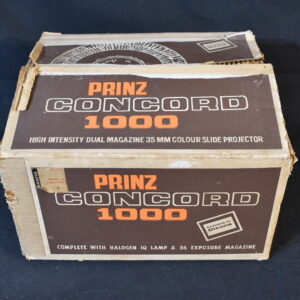 PRINZ
CONCORD
1000
HIGH INTENSITY DUAL MAGAZINE 35 MM COLOUR SLIDE PROJECTOR
PRINZ
CONCORD
1000
Dixons
COMPLETE WITH HALOGEN IQ LAMP & 36 EXPOSURE MAGAZINE